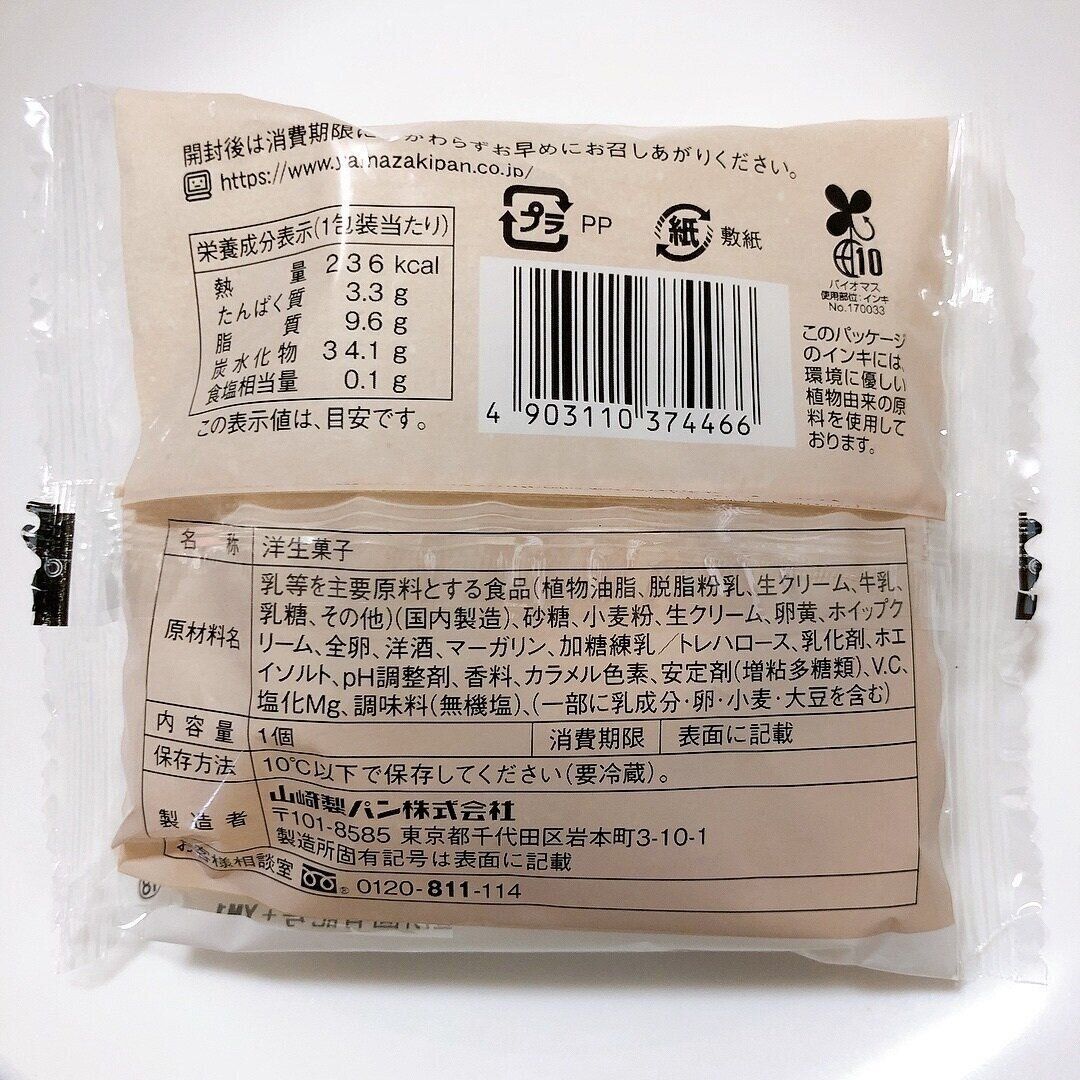 開封後は消費期限にかかわらずお早めにお召しあがりください。
https://www.yamazakipan.co.jp/
栄養成分表示(1包装当たり)
熱量 236 kcal
たんぱく質 3.3 g
脂質 9.6 g
炭水化物 34.1 g
食塩相当量 0.1 g
この表示値は、目安です。
プラ PP
紙 敷紙
4 903110 374466
10
バイオマス
使用部位:インキ
No.170033
このパッケージ
のインキには、
環境に優しい
植物由来の原
料を使用して
おります。
名称 洋生菓子
原材料名
乳等を主要原料とする食品(植物油脂、脱脂粉乳、生クリーム、牛乳、
乳糖、その他)(国内製造)、砂糖、小麦粉、生クリーム、卵黄、ホイップク
リーム、全卵、洋酒、マーガリン、加糖練乳/トレハロース、乳化剤、ホエ
イソルト、pH調整剤、香料、カラメル色素、安定剤(増粘多糖類)、V.C、
塩化Mg、調味料(無機塩)、(一部に乳成分・卵・小麦・大豆を含む)
内容量 1個 消費期限 表面に記載
保存方法 10℃以下で保存してください(要冷蔵)。
製造者
山崎製パン株式会社
〒101-8585 東京都千代田区岩本町3-10-1
製造所固有記号は表面に記載
お客様相談室 0120-811-114